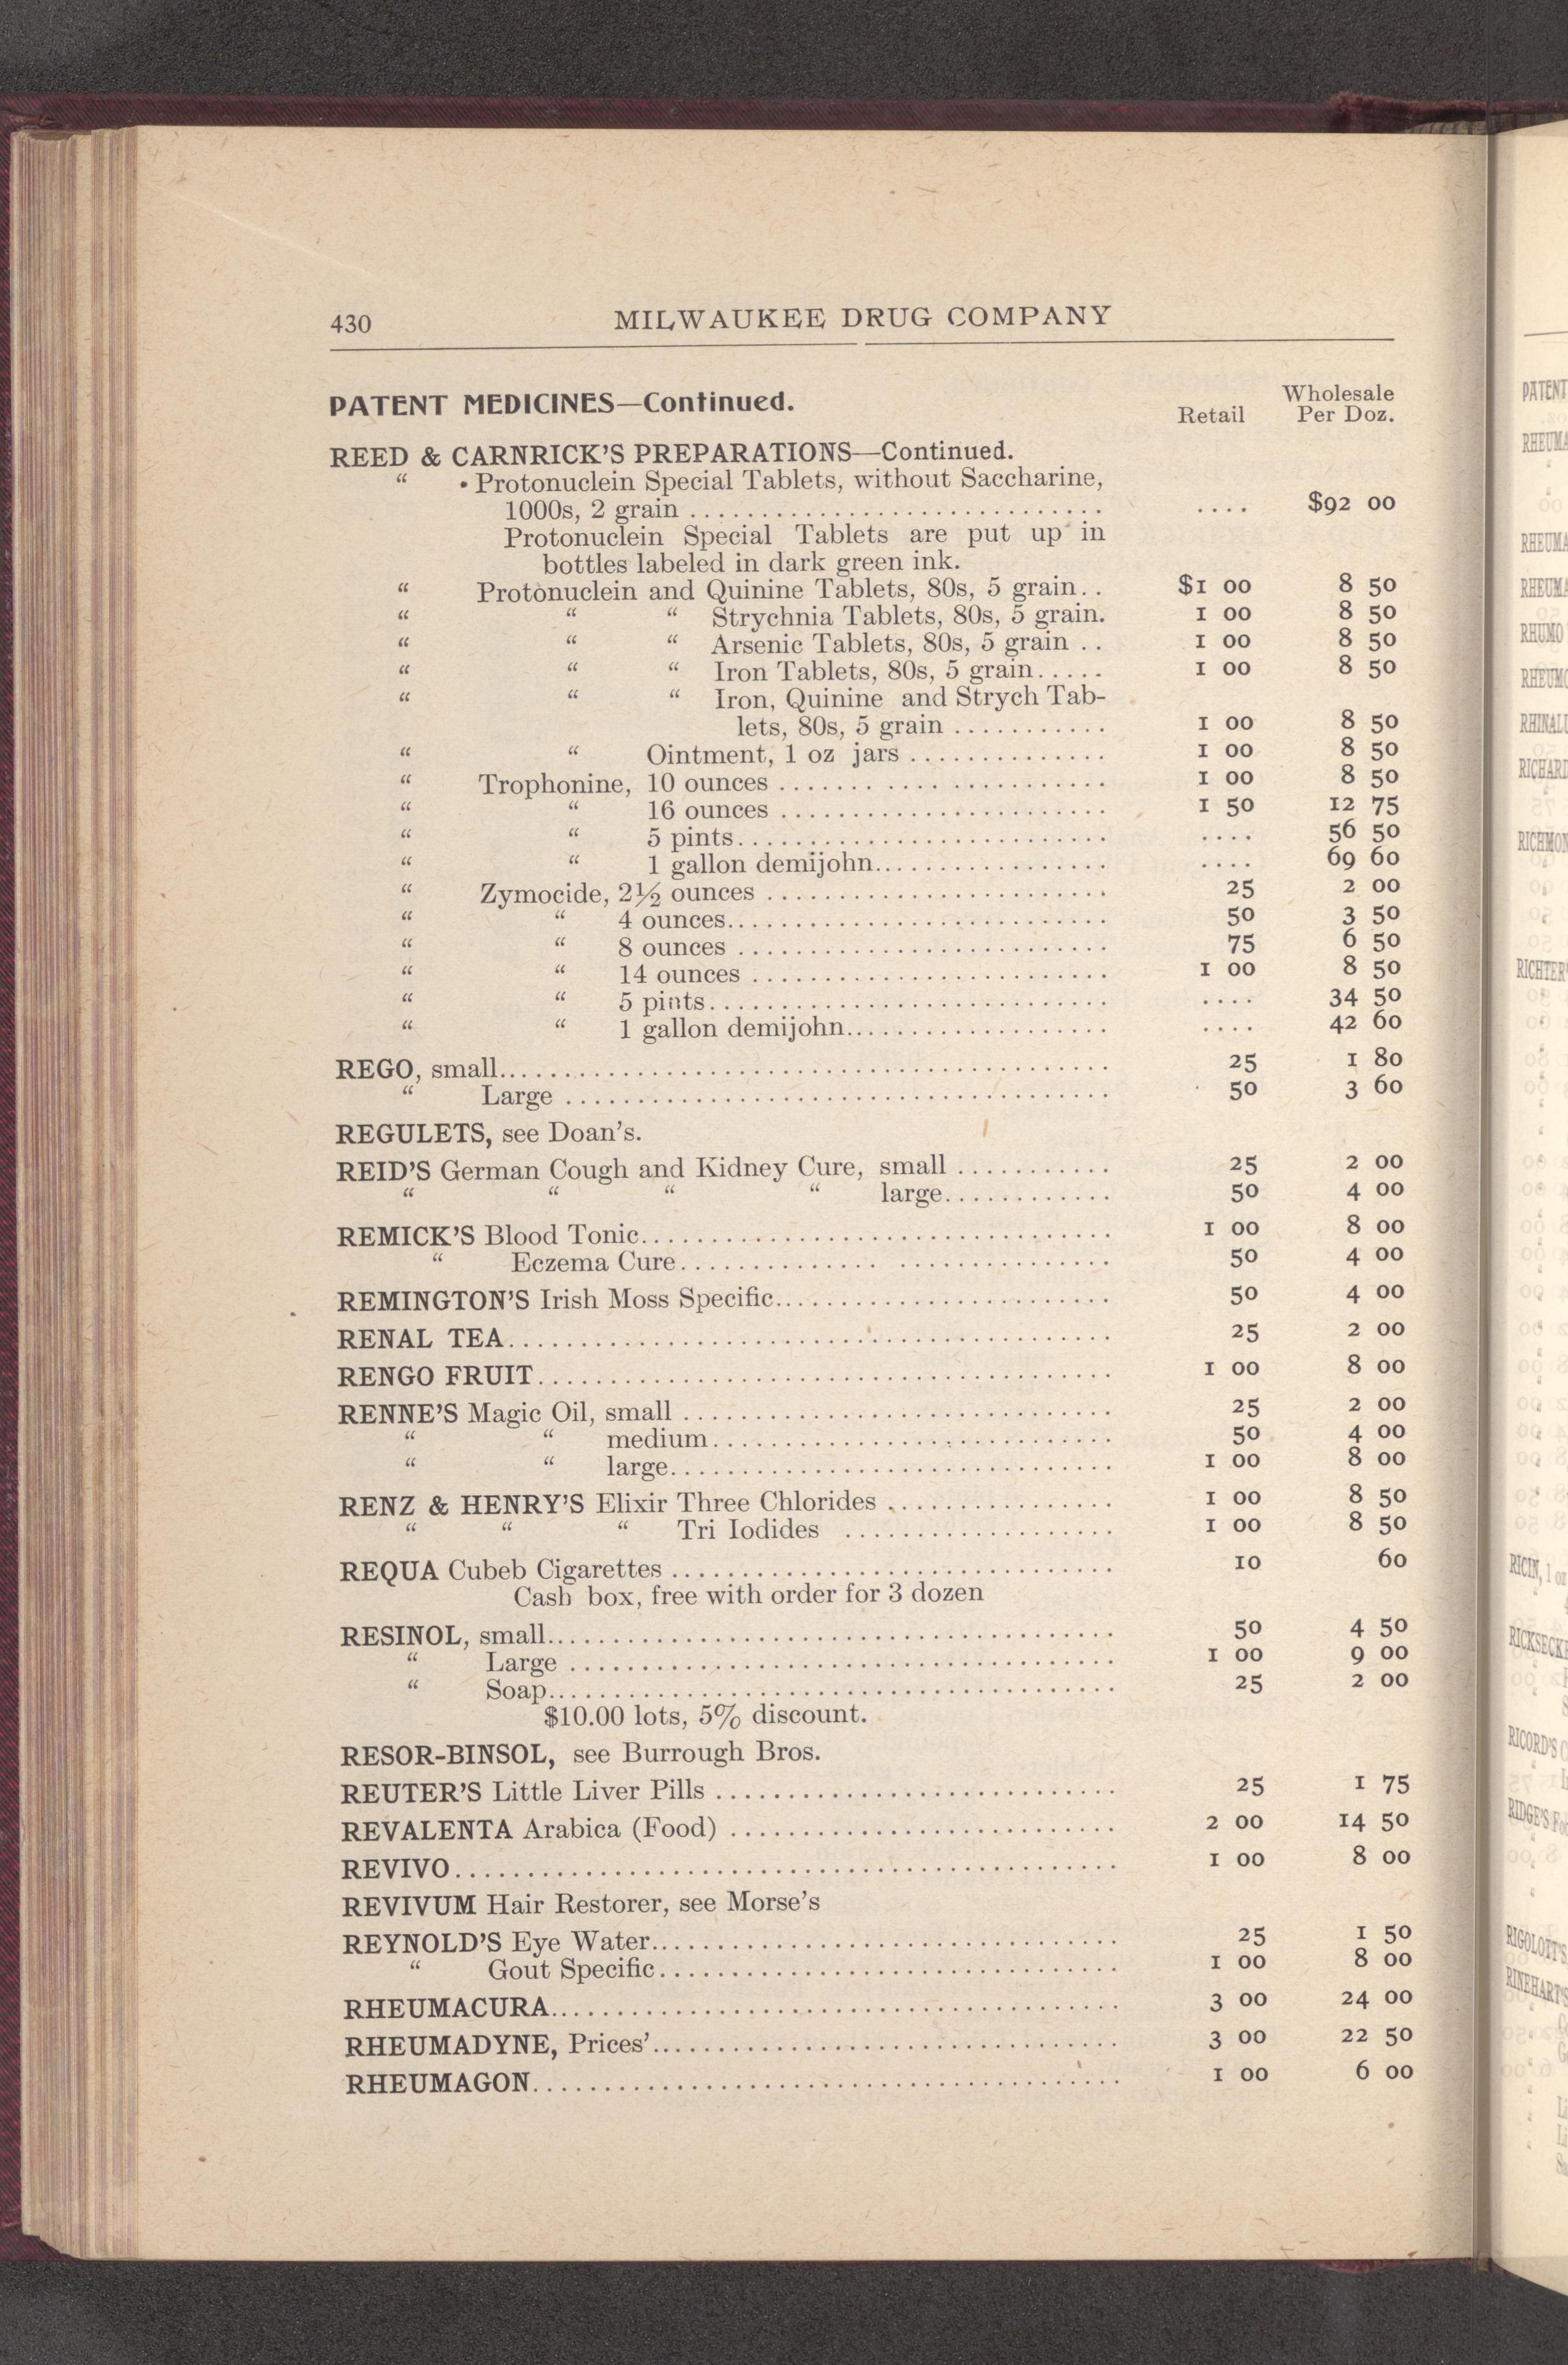 430 MILWAUKEE DRUG COMPANY
PATENT MEDICINES—Continued. Retail Wholesale Per Doz.
REED & CARNRICK'S PREPARATIONS—Continued.
" Protonuclein Special Tablets, without Saccharine,
1000s, 2 grain .... $92 00
Protonuclein Special Tablets are put up in
bottles labeled in dark green ink.
" Protonuclein and Quinine Tablets, 80s, 5 grain.. $1 00 8 50
" " " Strychnia Tablets, 80s, 5 grain. 1 00 8 50
" " " Arsenic Tablets, 80s, 5 grain .. 1 00 8 50
" " " Iron Tablets, 80s, 5 grain..... 1 00 8 50
" " " Iron, Quinine and Strych Tab-
lets, 80s, 5 grain ........... 1 00 8 50
" " Ointment, 1 oz jars .............. 1 00 8 50
" Trophonine, 10 ounces ....................... 1 00 8 50
" " 16 ounces ....................... 1 50 12 75
" " 5 pints.......................... .... 56 50
" " 1 gallon demijohn................ .... 69 60
" Zymocide, 2½ ounces ........................ 25 2 00
" " 4 ounces........................... 50 3 50
" " 8 ounces .......................... 75 6 50
" " 14 ounces ......................... 1 00 8 50
" " 5 pints............................ .... 34 50
" " 1 gallon demijohn.................. .... 42 60
REGO, small........................................... 25 1 80
" Large ...................................... 50 3 60
REGULETS, see Doan's.
REID'S German Cough and Kidney Cure, small ........... 25 2 00
" " " " large............ 50 4 00
REMICK'S Blood Tonic................................. 1 00 8 00
" Eczema Cure............................. 50 4 00
REMINGTON'S Irish Moss Specific........................ 50 4 00
RENAL TEA.......................................... 25 2 00
RENGO FRUIT........................................ 1 00 8 00
RENNE'S Magic Oil, small .............................. 25 2 00
" " medium............................ 50 4 00
" " large............................... 1 00 8 00
RENZ & HENRY'S Elixir Three Chlorides ................ 1 00 8 50
" " " Tri Iodides ................... 1 00 8 50
REQUA Cubeb Cigarettes ............................... 10 60
Cash box, free with order for 3 dozen
RESINOL, small........................................ 50 4 50
" Large ...................................... 1 00 9 00
" Soap........................................ 25 2 00
$10.00 lots, 5% discount.
RESOR-BINSOL, see Burrough Bros.
REUTER'S Little Liver Pills ............................ 25 1 75
REVALENTA Arabica (Food) ........................... 2 00 14 50
REVIVO............................................... 1 00 8 00
REVIVUM Hair Restorer, see Morse's
REYNOLD'S Eye Water................................. 25 1 50
" Gout Specific................................ 1 00 8 00
RHEUMACURA........................................ 3 00 24 00
RHEUMADYNE, Prices'................................. 3 00 22 50
RHEUMAGON......................................... 1 00 6 00
PATENT
RHEUMA
RHEUMA
RHEUMA
RHUMO
RICHARD
RICHMON
RICHTER'
RICIN, 1 oz
RICKSECKE
RICORD'S
RIDGE'S
RIGOLOTT'S
RINEHART'S